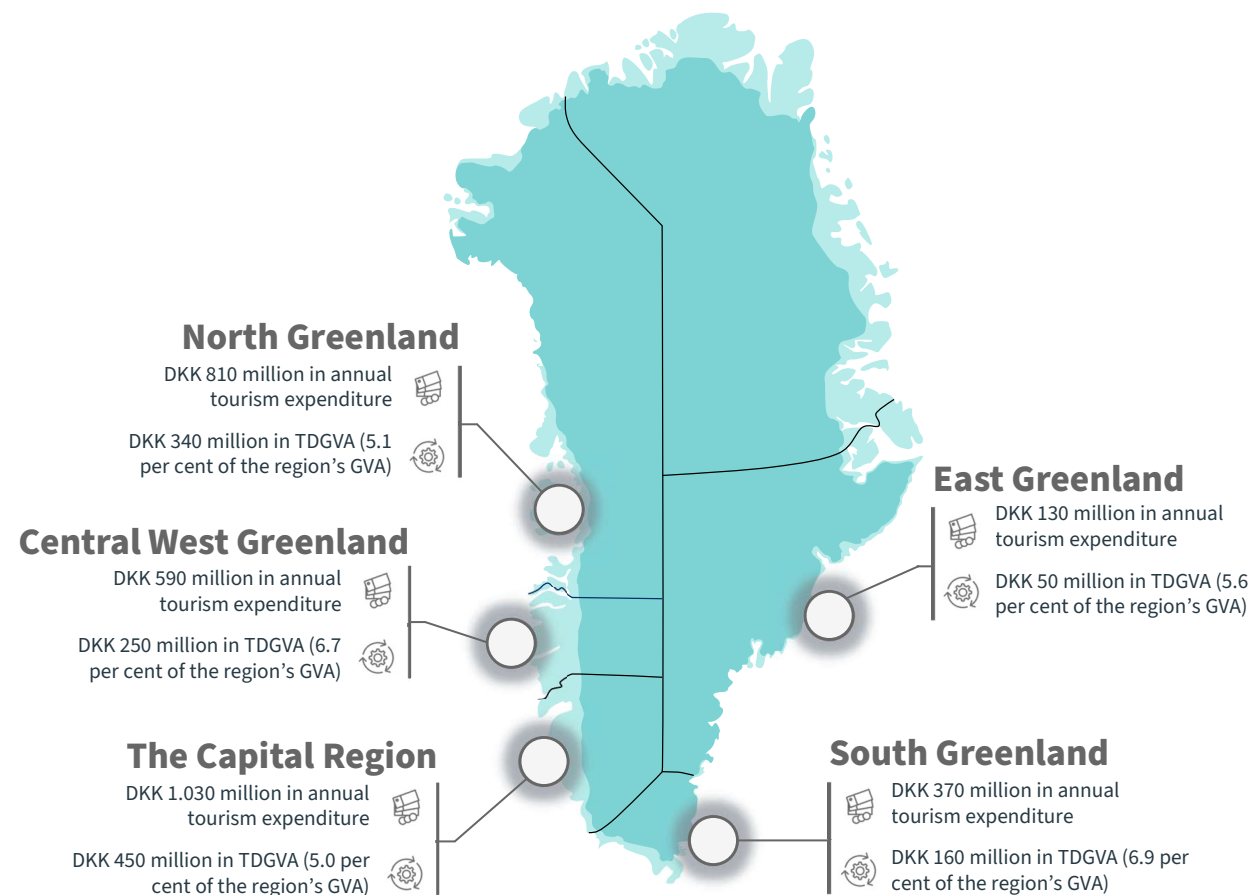 North Greenland
DKK 810 million in annual
tourism expenditure
DKK 340 million in TDGVA (5.1
per cent of the region's GVA)
Central West Greenland
DKK 590 million in annual
tourism expenditure
DKK 250 million in TDGVA (6.7
per cent of the region's GVA)
The Capital Region
DKK 1.030 million in annual
tourism expenditure
DKK 450 million in TDGVA (5.0 per
cent of the region's GVA)
East Greenland
DKK 130 million in annual
tourism expenditure
DKK 50 million in TDGVA (5.6
per cent of the region's GVA)
South Greenland
DKK 370 million in annual
tourism expenditure
DKK 160 million in TDGVA (6.9 per
cent of the region's GVA)